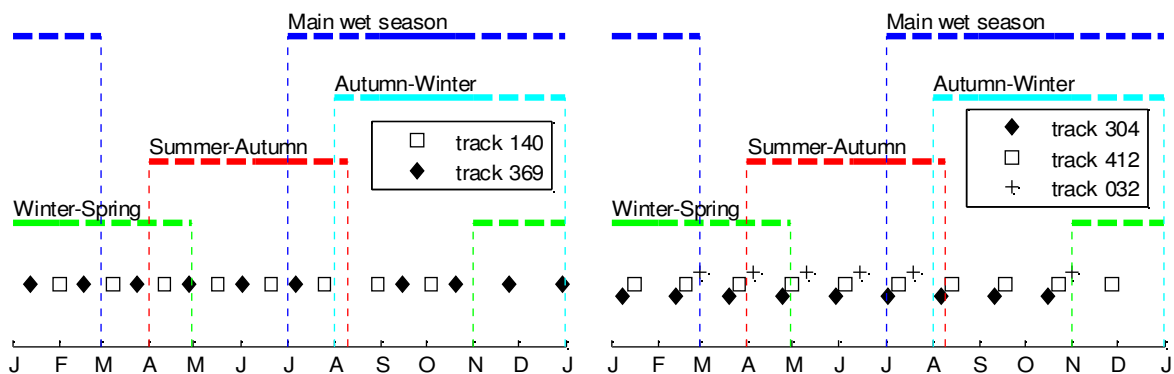 Main wet season
Autumn-Winter
track 140
track 369
Summer-Autumn
Winter-Spring
J F M A M J J A S O N D J
Main wet season
Autumn-Winter
track 304
track 412
track 032
Summer-Autumn
Winter-Spring
J F M A M J J A S O N D J